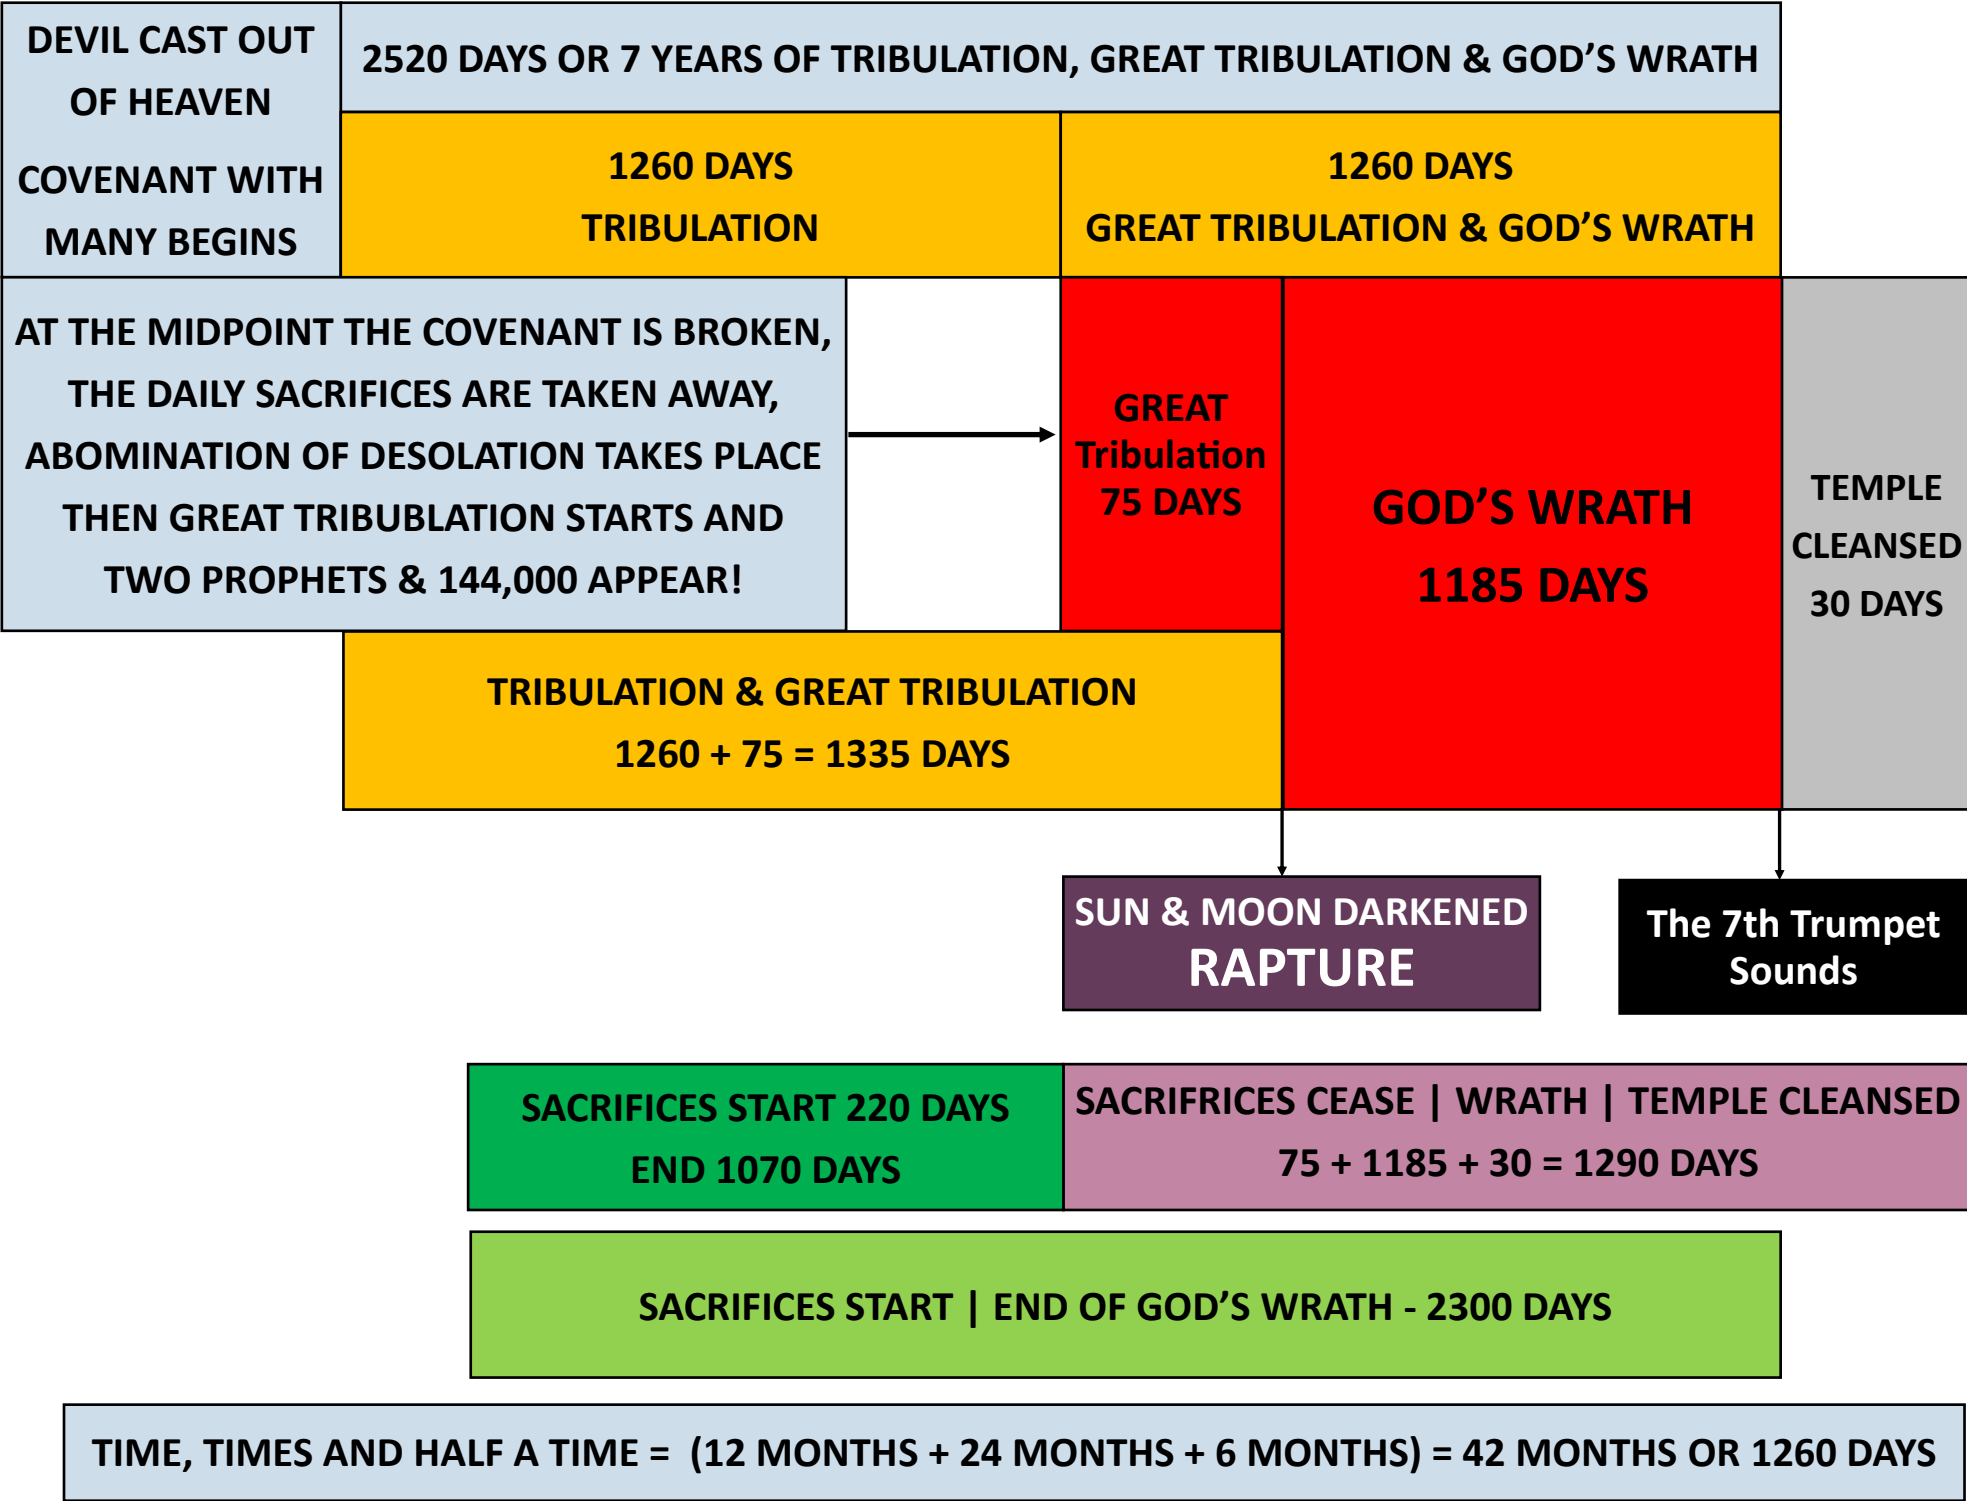 DEVIL CAST OUT
OF HEAVEN
COVENANT WITH
MANY BEGINS
2520 DAYS OR 7 YEARS OF TRIBULATION, GREAT TRIBULATION & GOD’S WRATH
1260 DAYS
TRIBULATION
1260 DAYS
GREAT TRIBULATION & GOD’S WRATH
AT THE MIDPOINT THE COVENANT IS BROKEN,
THE DAILY SACRIFICES ARE TAKEN AWAY,
ABOMINATION OF DESOLATION TAKES PLACE
THEN GREAT TRIBUBLATION STARTS AND
TWO PROPHETS & 144,000 APPEAR!
GREAT
Tribulation
75 DAYS
GOD’S WRATH
1185 DAYS
TEMPLE
CLEANSED
30 DAYS
TRIBULATION & GREAT TRIBULATION
1260 + 75 = 1335 DAYS
SUN & MOON DARKENED
RAPTURE
The 7th Trumpet
Sounds
SACRIFICES START 220 DAYS
END 1070 DAYS
SACRIFRICES CEASE | WRATH | TEMPLE CLEANSED
75 + 1185 + 30 = 1290 DAYS
SACRIFICES START | END OF GOD’S WRATH - 2300 DAYS
TIME, TIMES AND HALF A TIME = (12 MONTHS + 24 MONTHS + 6 MONTHS) = 42 MONTHS OR 1260 DAYS